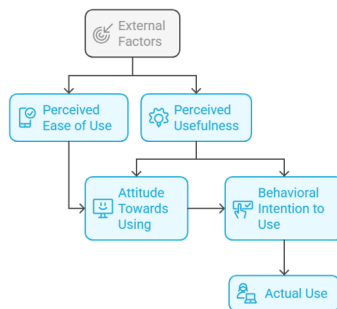 External
Factors
Perceived
Ease of Use
Perceived
Usefulness
Attitude
Towards
Using
Behavioral
Intention to
Use
Actual Use